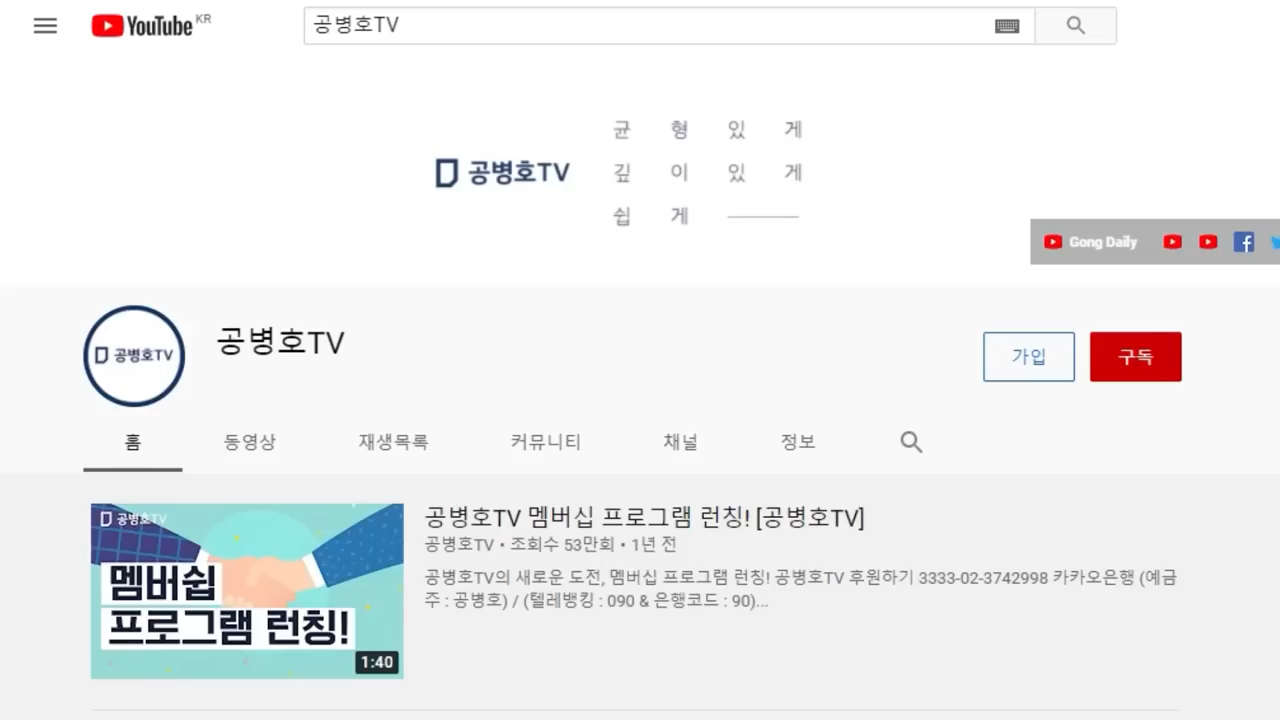 YouTube KR
공병호TV
균 형 있 게
공병호TV
깊 이 있 게
쉽 게
Gong Daily
공병호TV
공병호TV
가입
구독
홈
동영상
재생목록
커뮤니티
채널
정보
공병호TV
멤버쉽
프로그램 런칭!
1:40
공병호TV 멤버십 프로그램 런칭! [공병호TV]
공병호TV • 조회수 53만회 • 1년 전
공병호TV의 새로운 도전, 멤버십 프로그램 런칭! 공병호TV 후원하기 3333-02-3742998 카카오은행 (예금
주 : 공병호) / (텔레뱅킹 : 090 & 은행코드 : 90)...